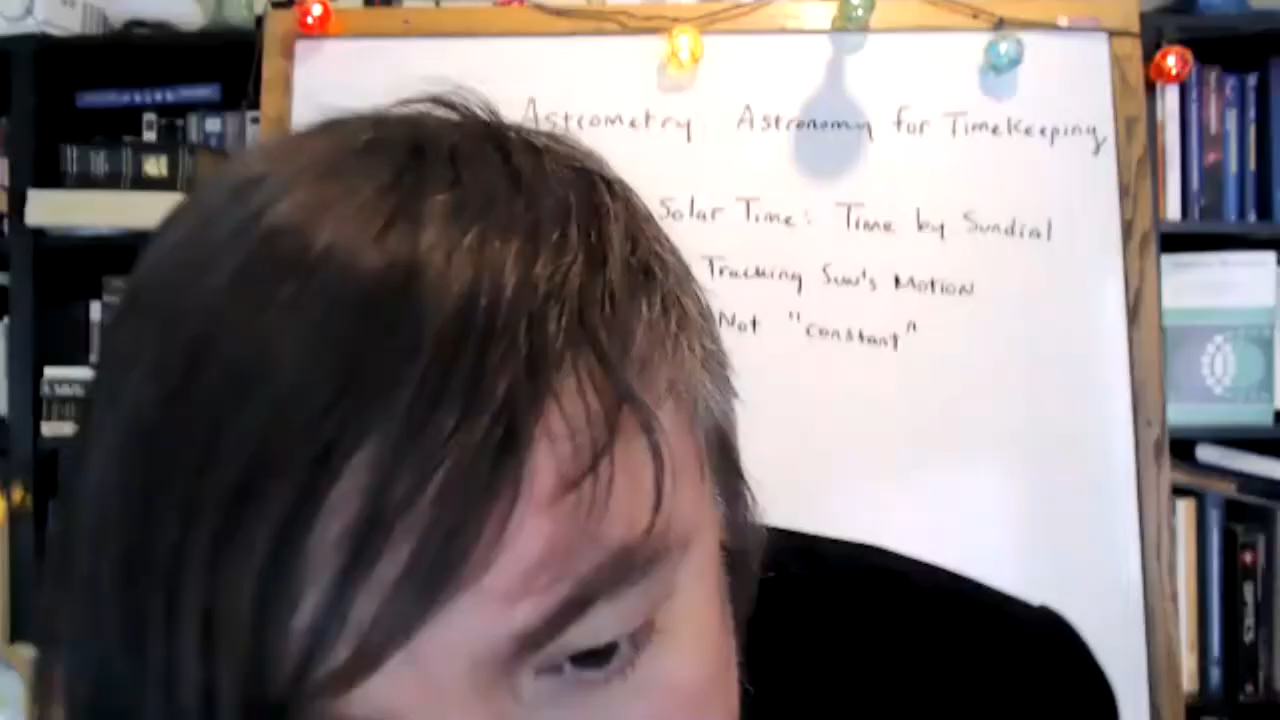 Astrometry: Astronomy for Timekeeping
Solar Time: Time by Sundial
Tracking Sun's Motion
Not "constant"